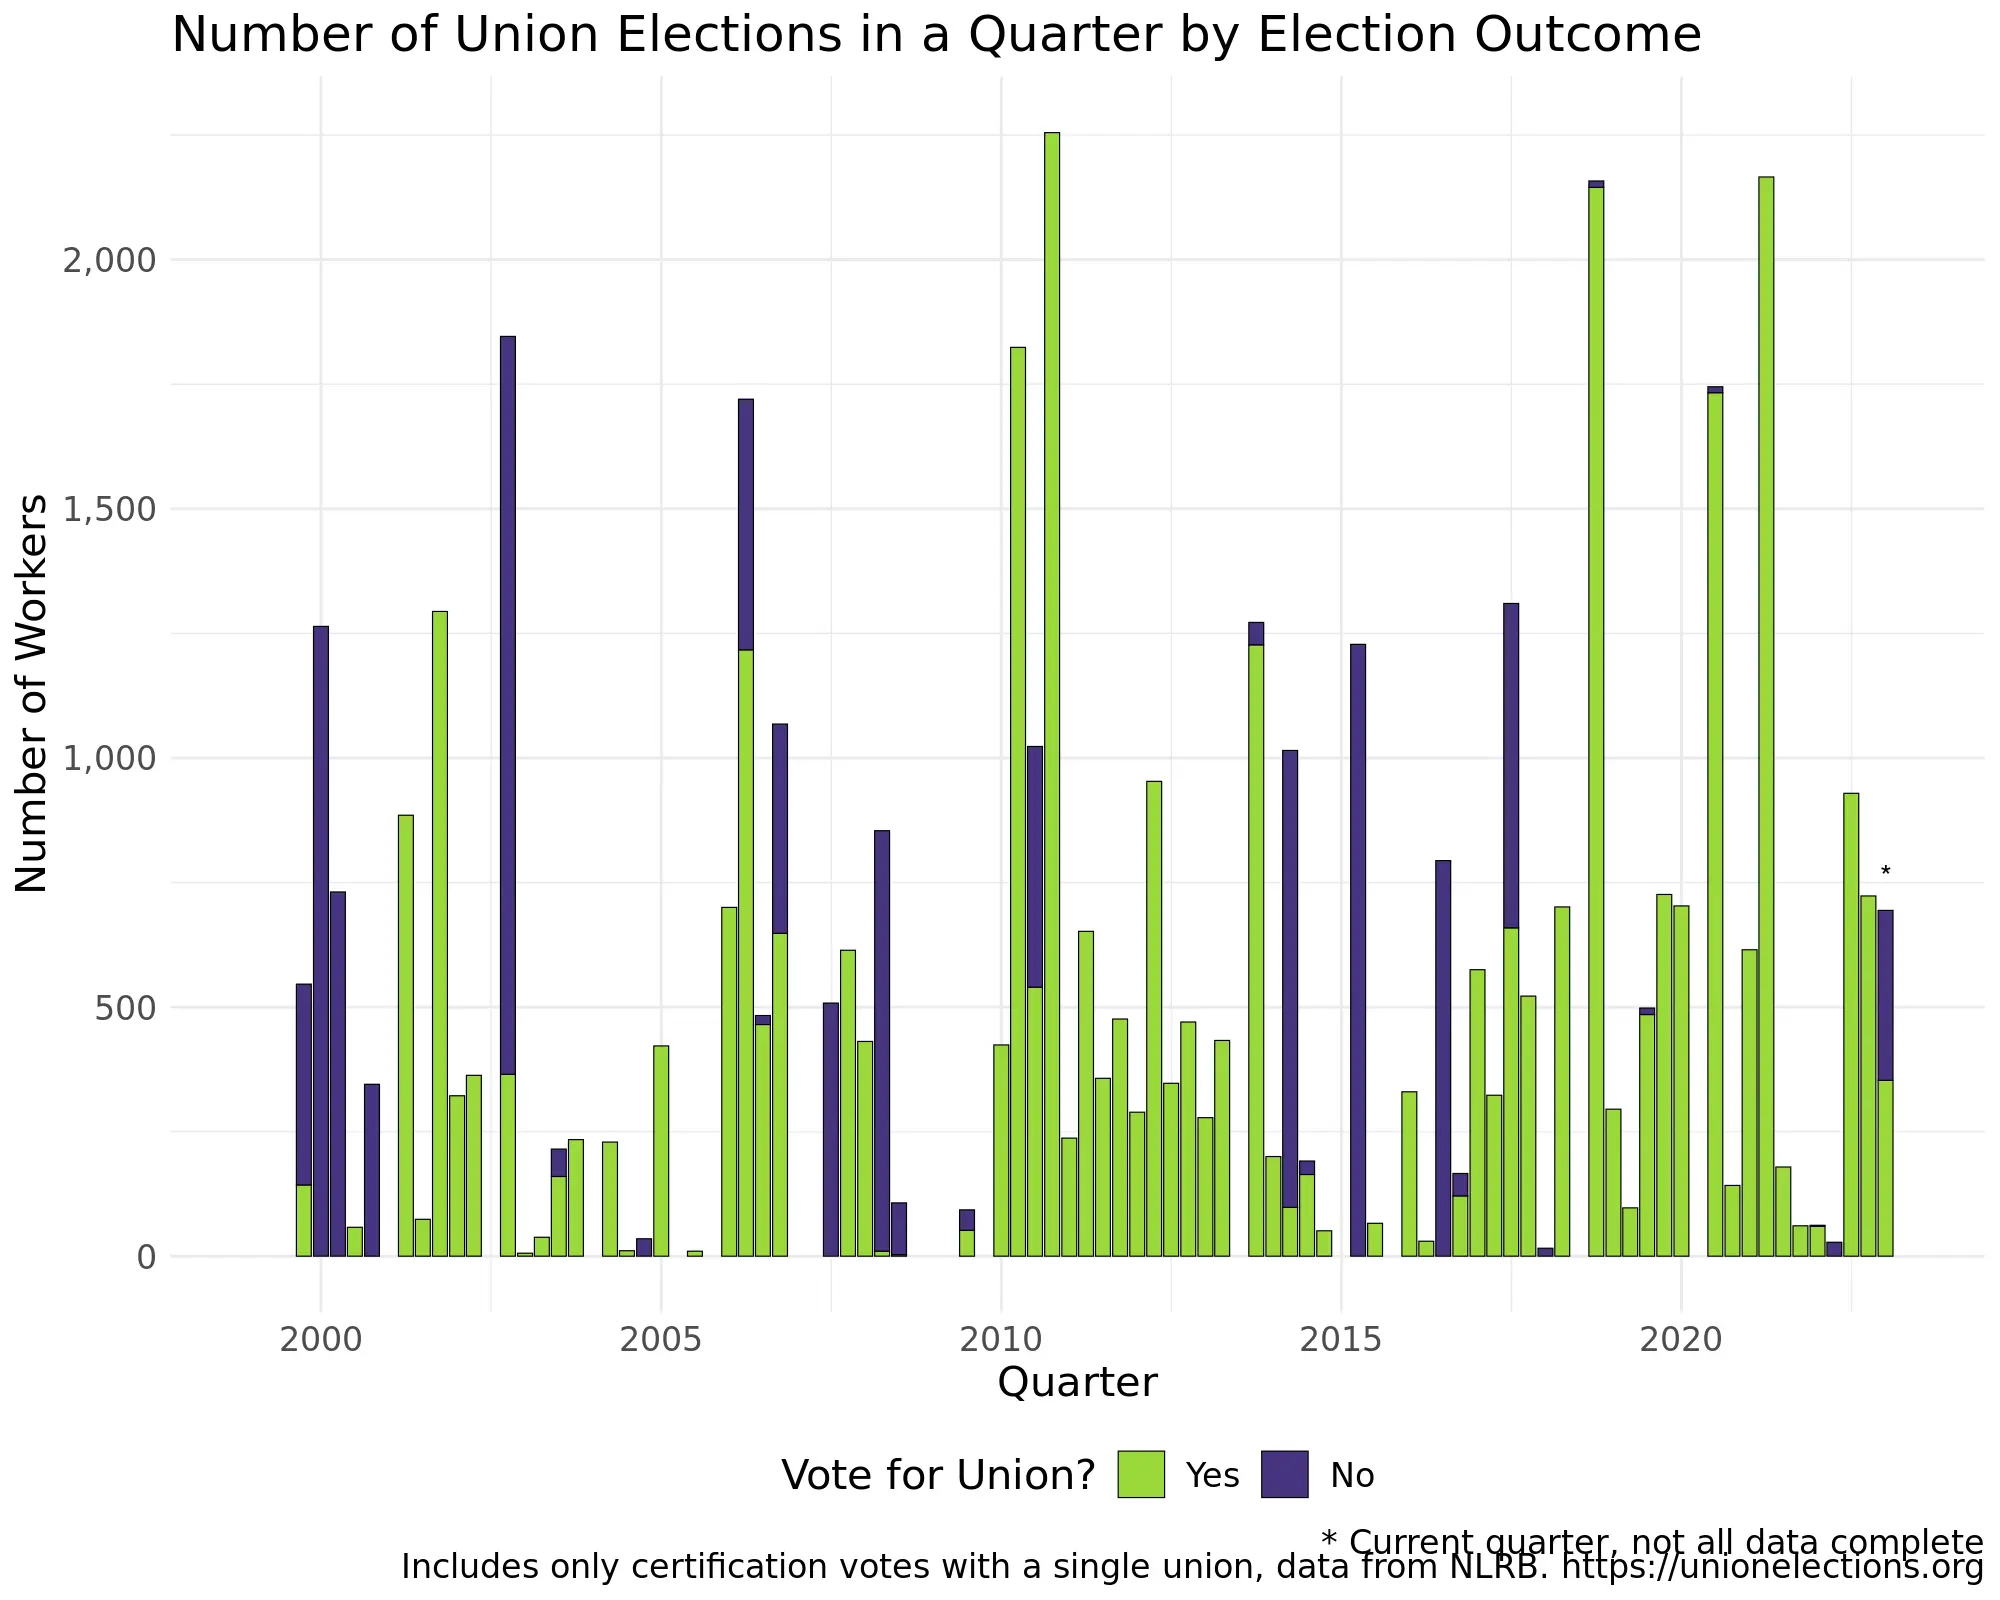 Number of Union Elections in a Quarter by Election Outcome
Number of Workers
2,000
1,500
1,000
500
0
*
2000 2005 2010 2015 2020
Quarter
Vote for Union? Yes No
* Current quarter, not all data complete
Includes only certification votes with a single union, data from NLRB. https://unionelections.org